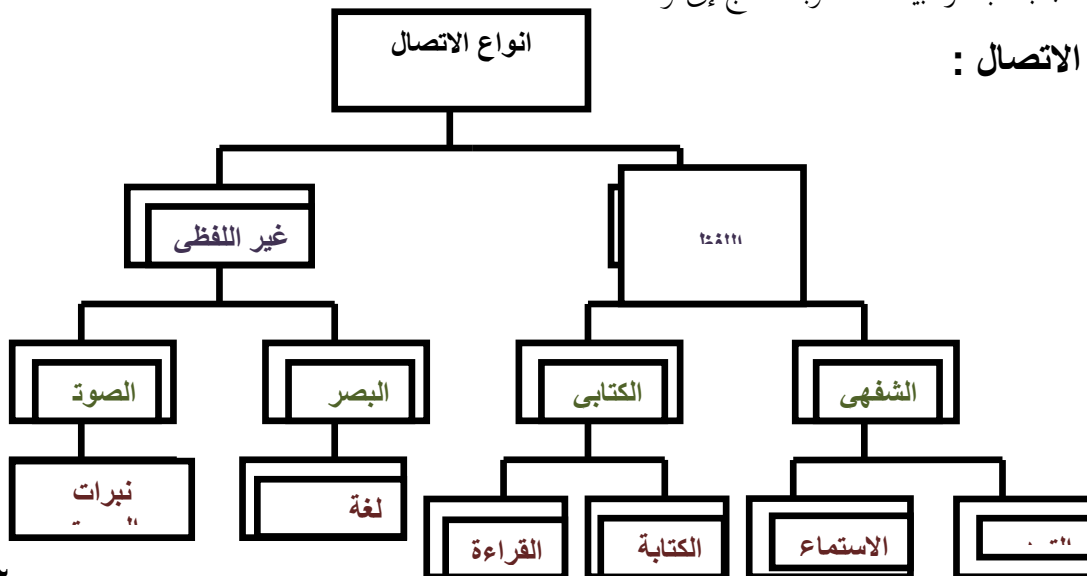 الاتصال :
انواع الاتصال
غير اللفظى
الشفهى
الكتابى
البصر
الصوت
الاستماع
الكتابة
القراءة
لغة
نبرات